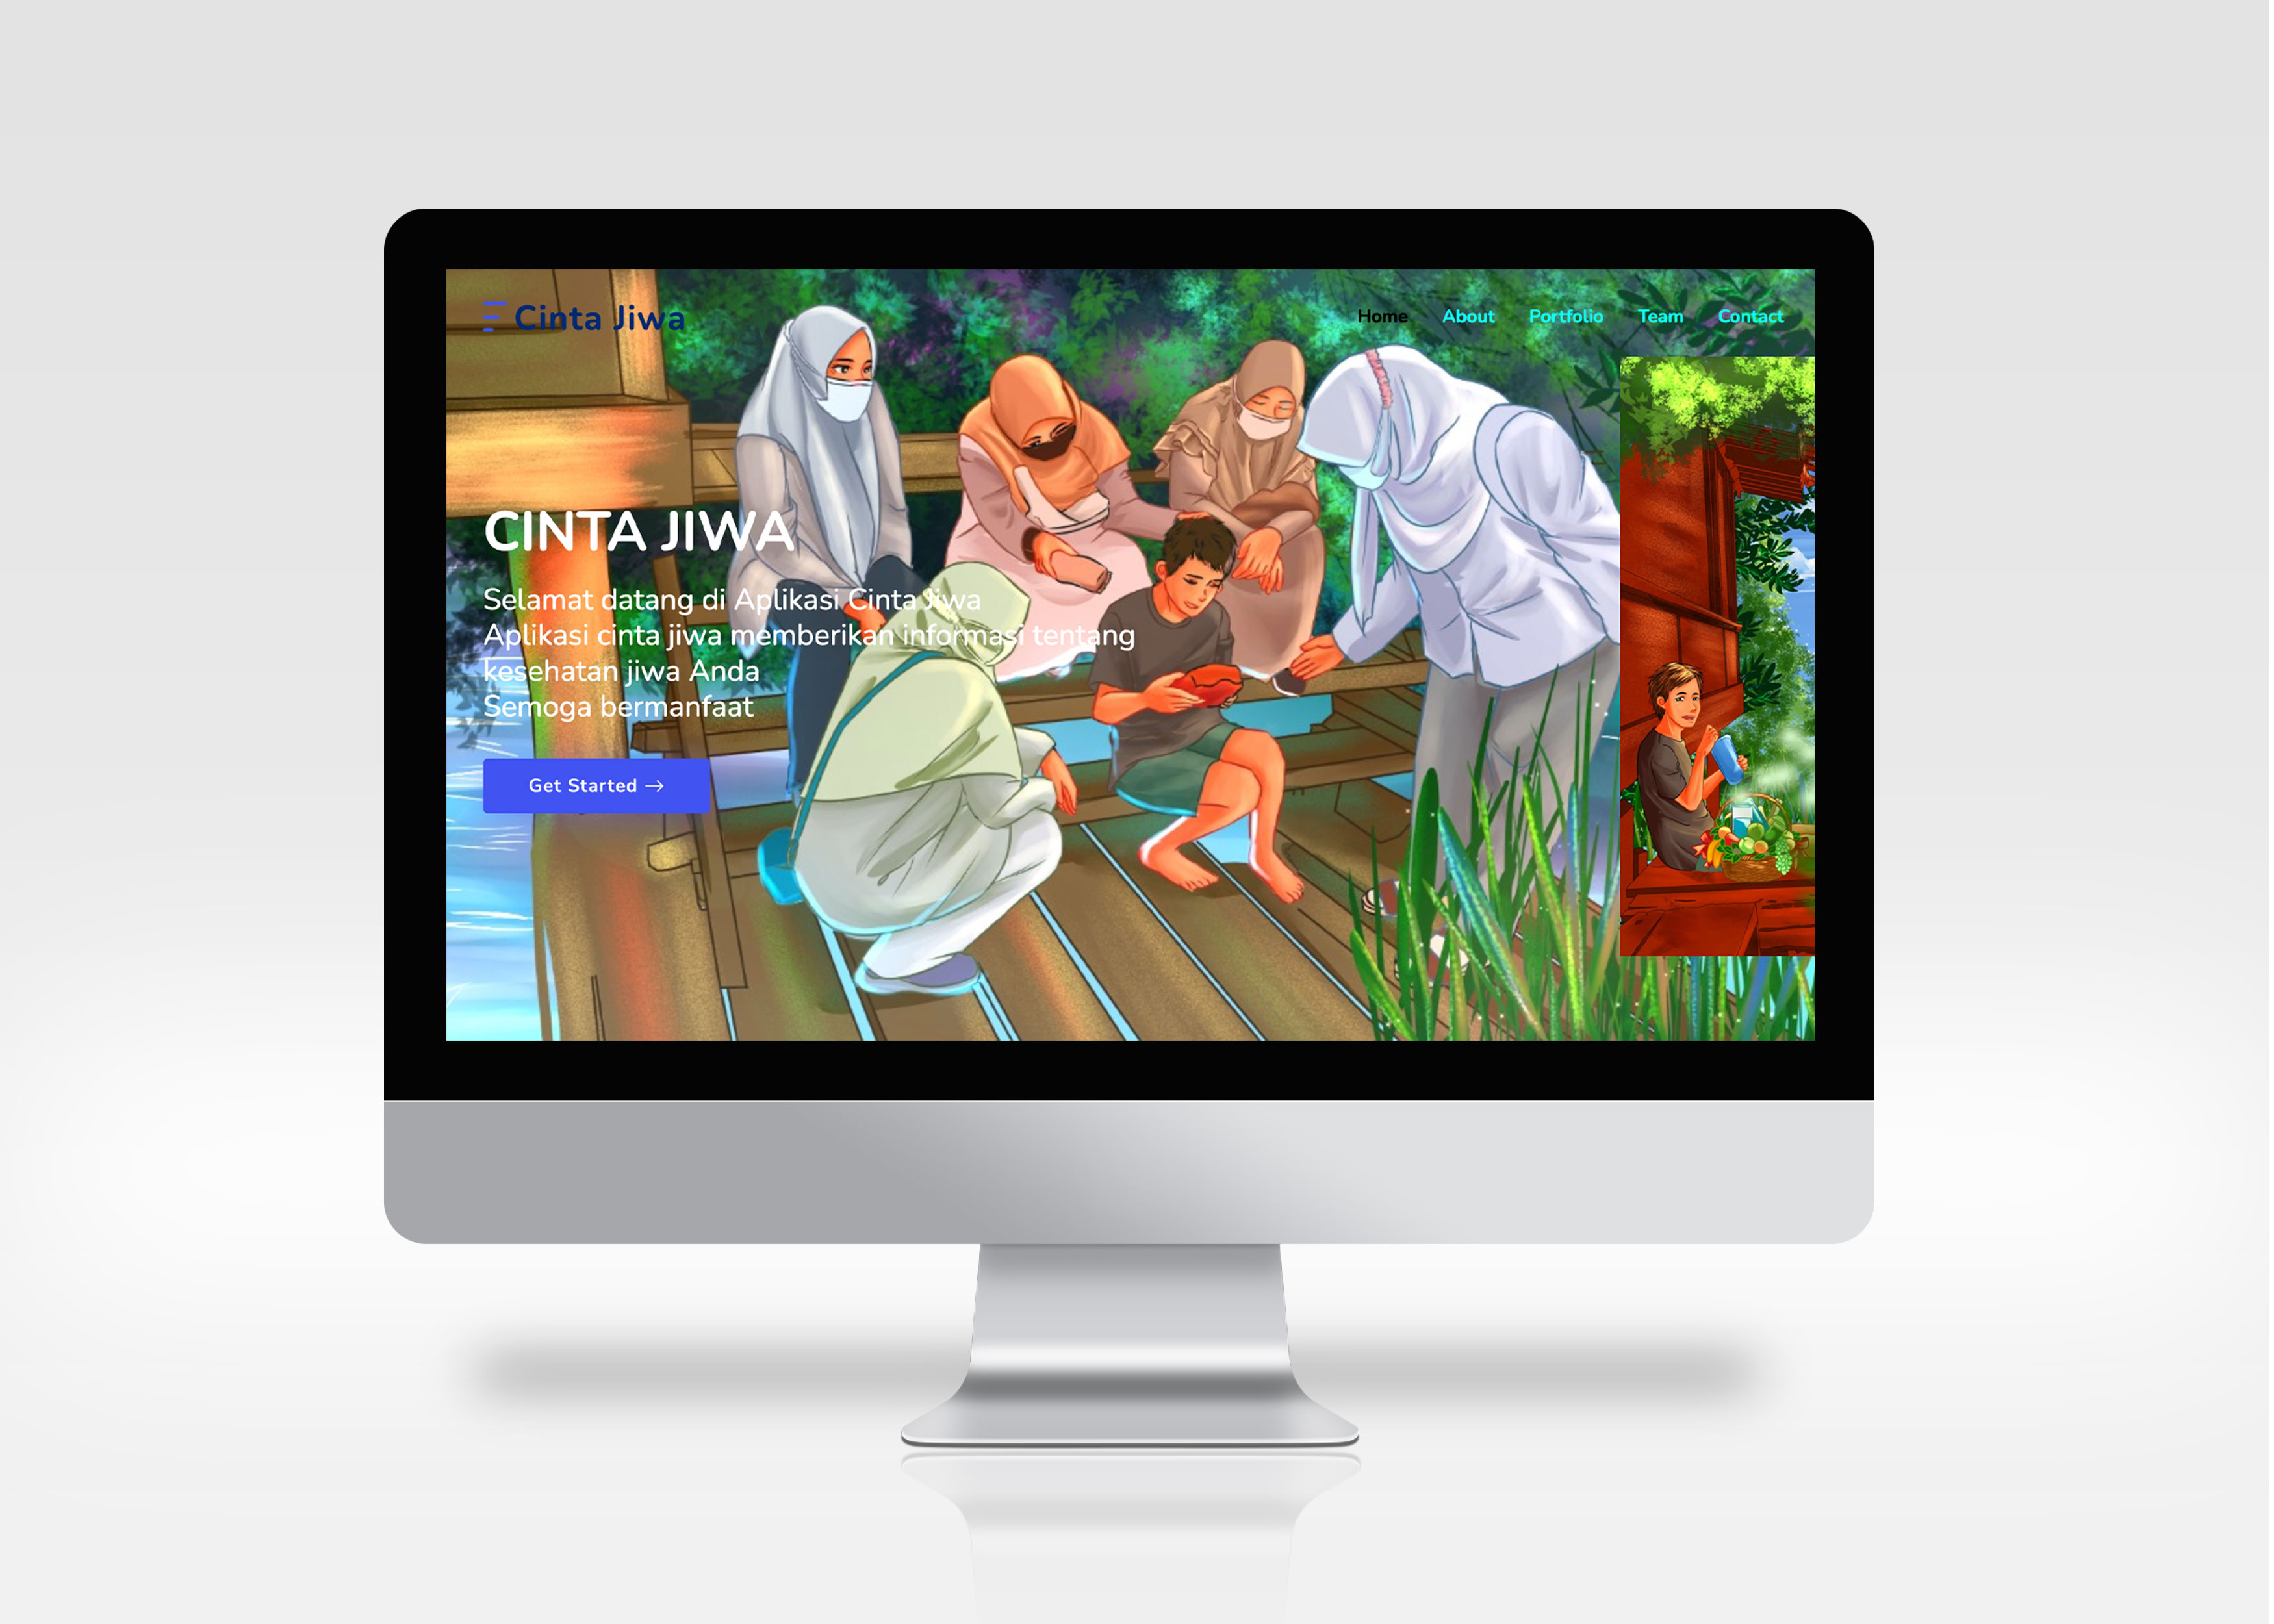 Cinta Jiwa
Home About Portfolio Team Contact
CINTA JIWA
Selamat datang di Aplikasi Cinta Jiwa
Aplikasi cinta jiwa memberikan informasi tentang
kesehatan jiwa Anda
Semoga bermanfaat
Get Started →